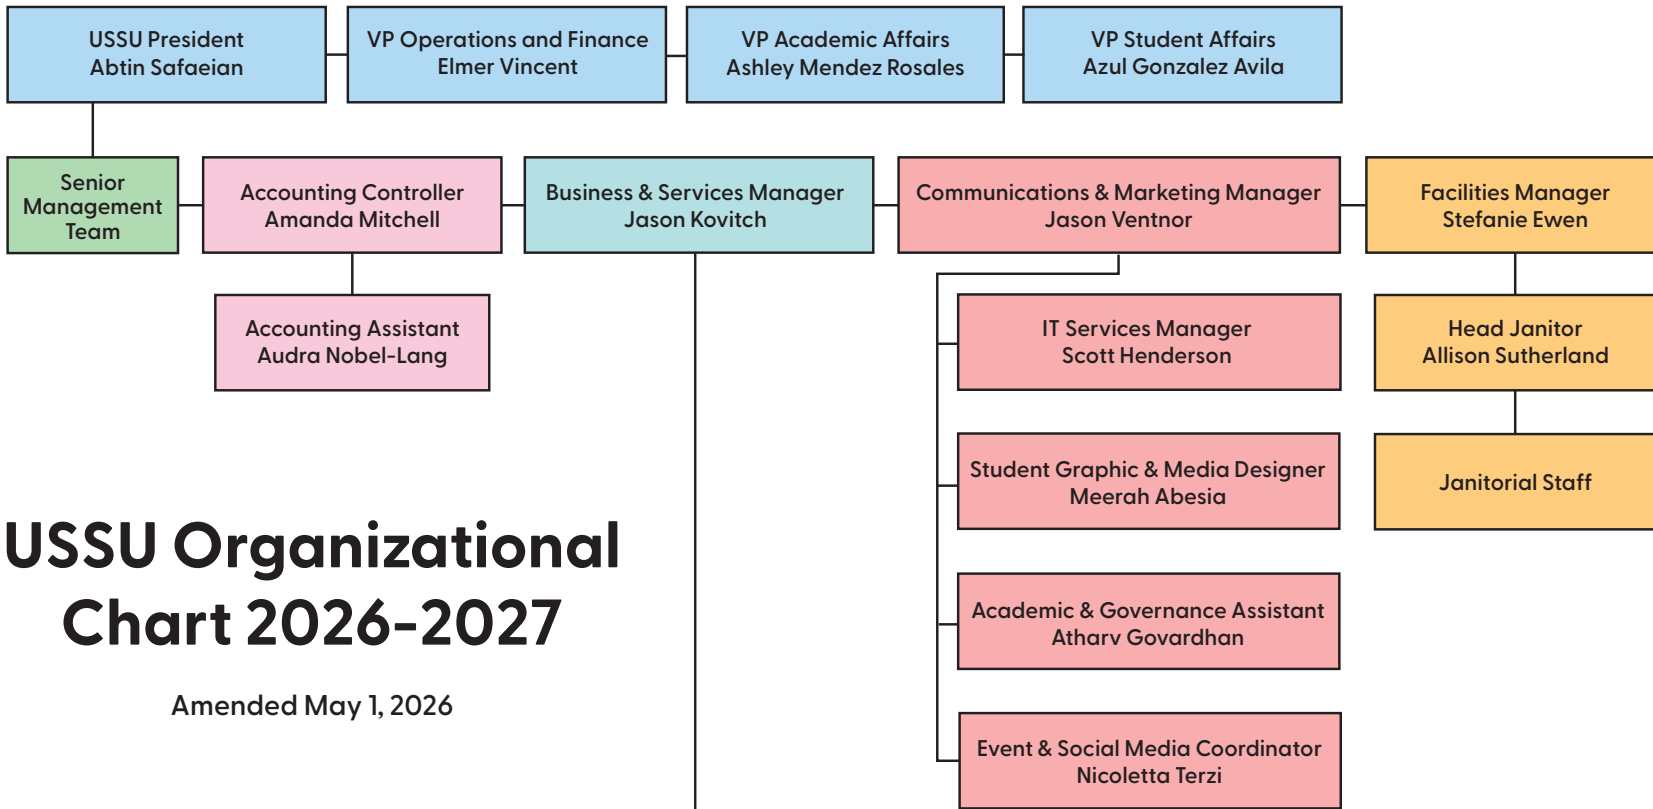 USSU President
Abtin Safaeian
VP Operations and Finance
Elmer Vincent
VP Academic Affairs
Ashley Mendez Rosales
VP Student Affairs
Azul Gonzalez Avila
Senior
Management
Team
Accounting Controller
Amanda Mitchell
Business & Services Manager
Jason Kovitch
Communications & Marketing Manager
Jason Ventnor
Facilities Manager
Stefanie Ewen
Accounting Assistant
Audra Nobel-Lang
IT Services Manager
Scott Henderson
Head Janitor
Allison Sutherland
Student Graphic & Media Designer
Meerah Abesia
Janitorial Staff
USSU Organizational
Chart 2026-2027
Amended May 1, 2026
Academic & Governance Assistant
Atharv Govardhan
Event & Social Media Coordinator
Nicoletta Terzi